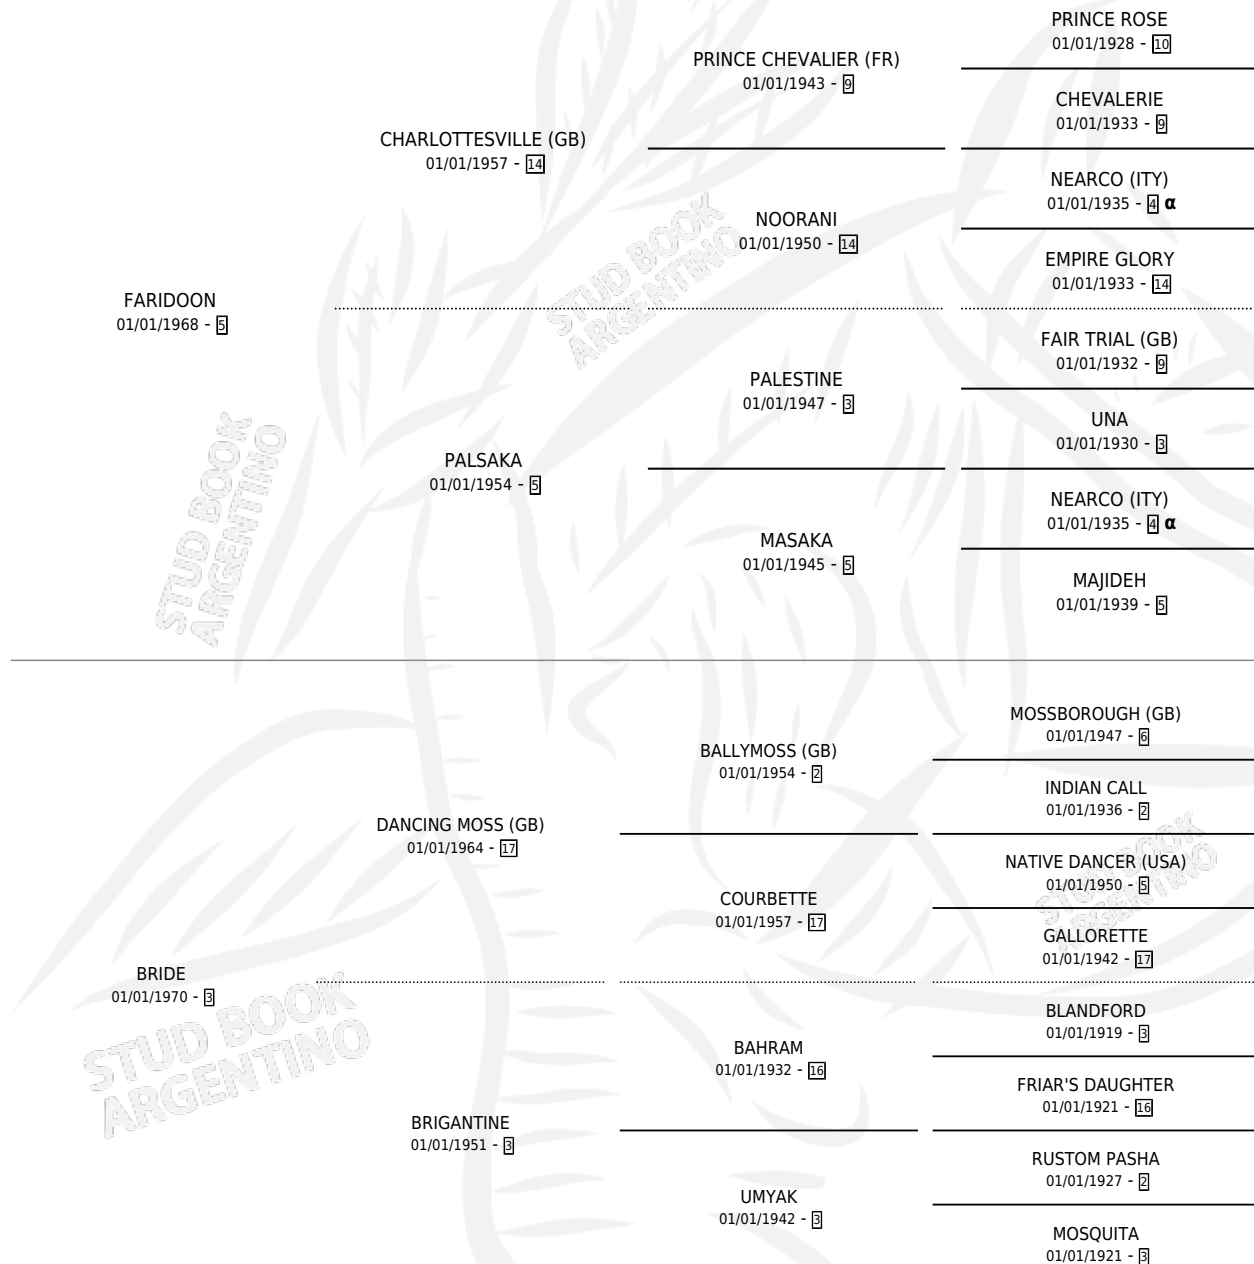 PRINCE ROSE
01/01/1928 - 10
PRINCE CHEVALIER (FR)
01/01/1943 - 9
CHEVALERIE
01/01/1933 - 9
CHARLOTTESVILLE (GB)
01/01/1957 - 14
NEARCO (ITY)
01/01/1935 - 4 α
NOORANI
01/01/1950 - 14
EMPIRE GLORY
01/01/1933 - 14
FARIDOON
01/01/1968 - 5
FAIR TRIAL (GB)
01/01/1932 - 9
PALESTINE
01/01/1947 - 3
UNA
01/01/1930 - 3
PALSAKA
01/01/1954 - 5
NEARCO (ITY)
01/01/1935 - 4 α
MASAKA
01/01/1945 - 5
MAJIDEH
01/01/1939 - 5
MOSSBOROUGH (GB)
01/01/1947 - 6
BALLYMOSS (GB)
01/01/1954 - 2
INDIAN CALL
01/01/1936 - 2
DANCING MOSS (GB)
01/01/1964 - 17
NATIVE DANCER (USA)
01/01/1950 - 5
COURBETTE
01/01/1957 - 17
GALLORETTE
01/01/1942 - 17
BRIDE
01/01/1970 - 3
BLANDFORD
01/01/1919 - 3
BAHRAM
01/01/1932 - 16
FRIAR'S DAUGHTER
01/01/1921 - 16
BRIGANTINE
01/01/1951 - 3
RUSTOM PASHA
01/01/1927 - 2
UMYAK
01/01/1942 - 3
MOSQUITA
01/01/1921 - 3
STUD BOOK
ARGENTINO
STUD BOOK
ARGENTINO
STUD BOOK
ARGENTINO
STUD BOOK
ARGENTINO